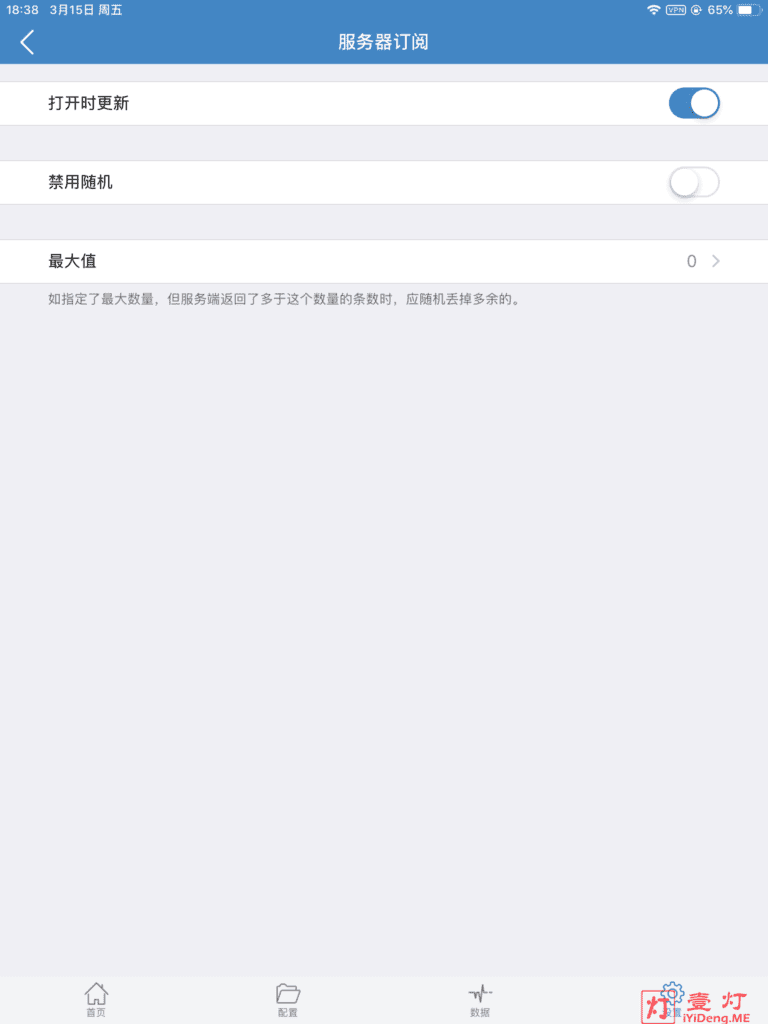 18:38 3月15日 周五 VPN 65%
服务器订阅
打开时更新
禁用随机
最大值 0
如指定了最大数量，但服务端返回了多于这个数量的条数时，应随机丢掉多余的。
首页 配置 数据 设置
灯 壹灯
iYiDeng.ME